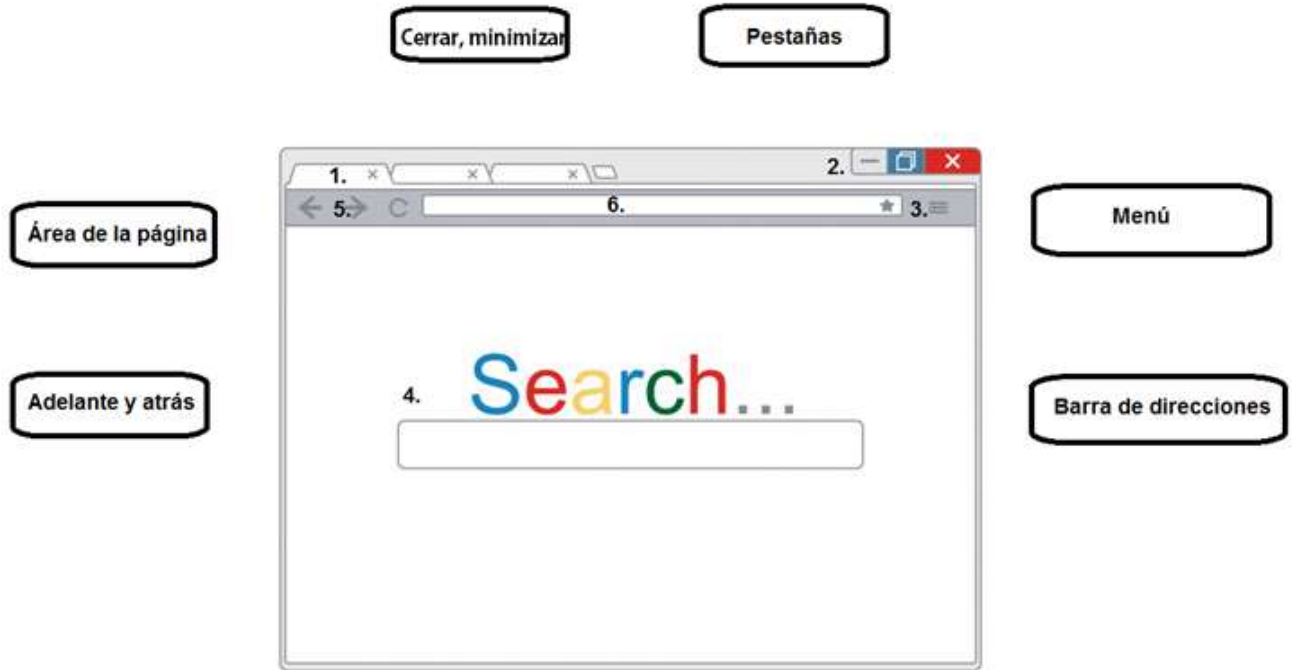 Cerrar, minimizar
Pestañas
1.
2.
5.
6.
3.
Área de la página
Menú
Search...
4.
Adelante y atrás
Barra de direcciones